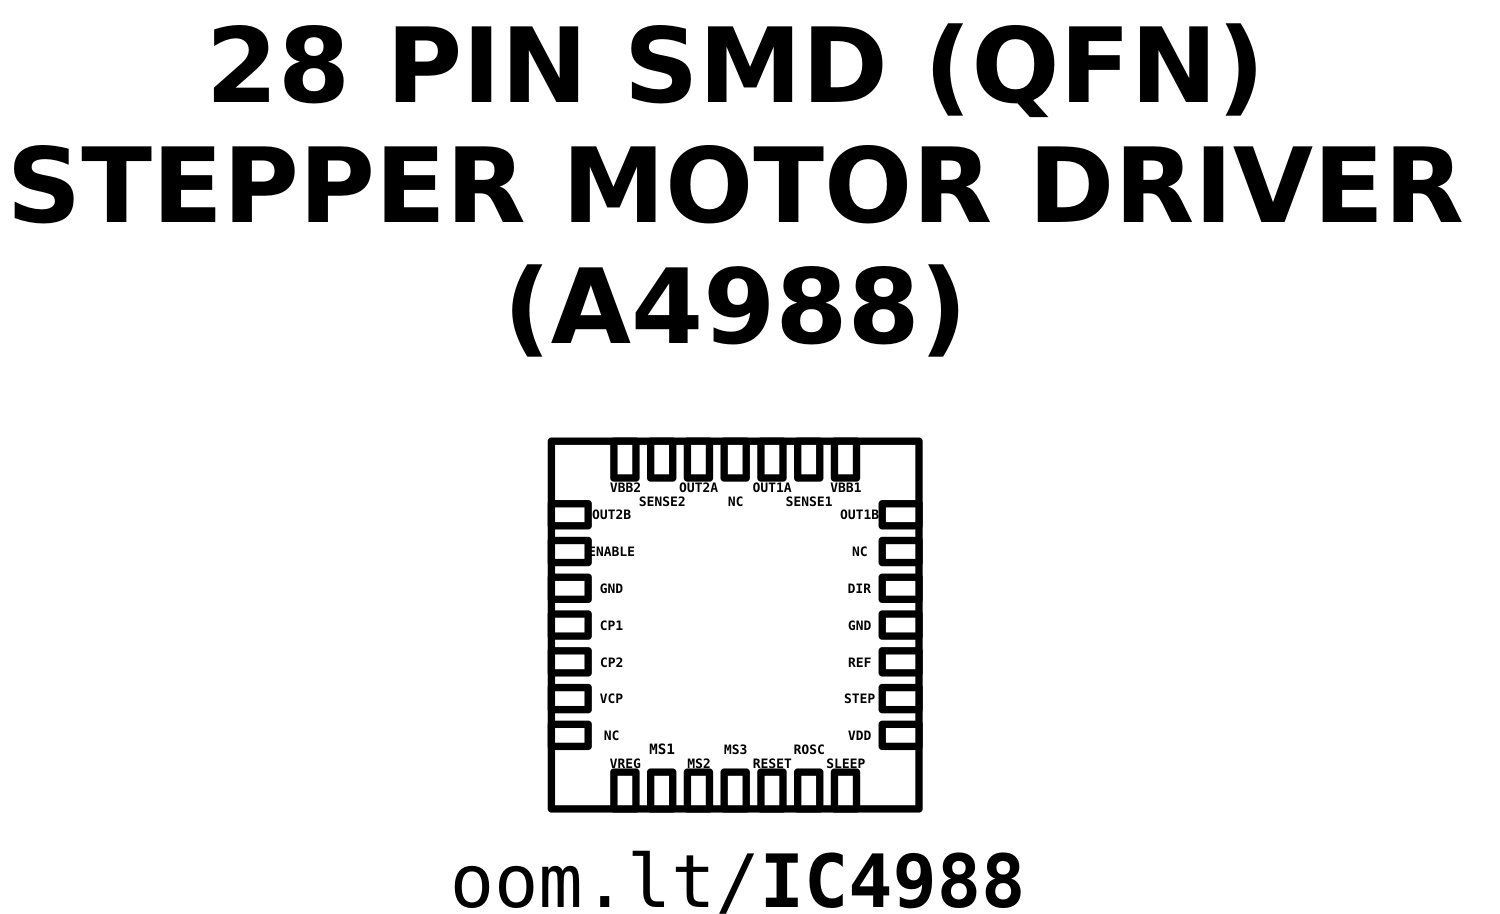 28 PIN SMD (QFN)
STEPPER MOTOR DRIVER
(A4988)
VBB2 OUT2A OUT1A VBB1
SENSE2 NC SENSE1
OUT2B OUT1B
ENABLE NC
GND DIR
CP1 GND
CP2 REF
VCP STEP
NC VDD
MS1 MS3 ROSC
VREG MS2 RESET SLEEP
oom.lt/IC4988